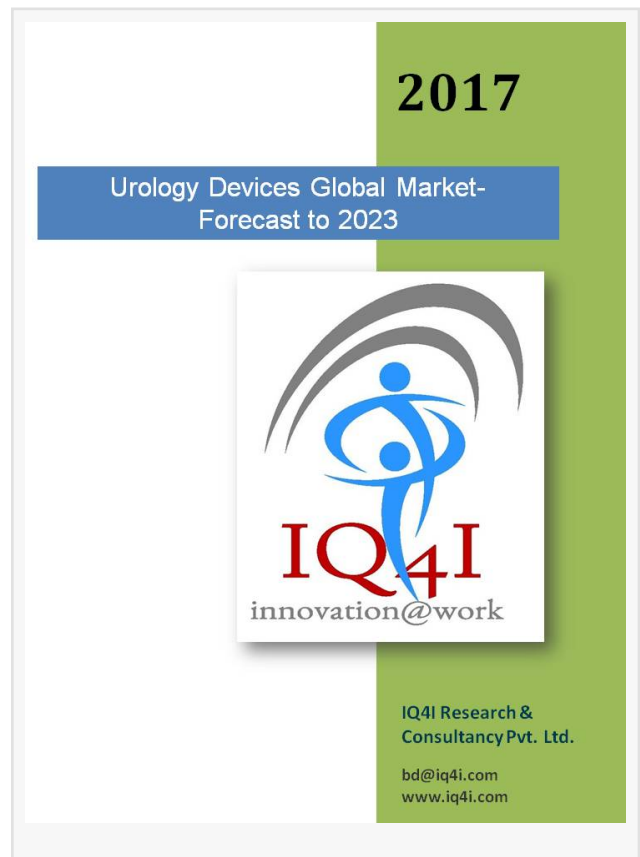 2017
Urology Devices Global Market-
Forecast to 2023
IQ4I
innovation@work
IQ4I Research &
Consultancy Pvt. Ltd.
bd@iq4i.com
www.iq4i.com